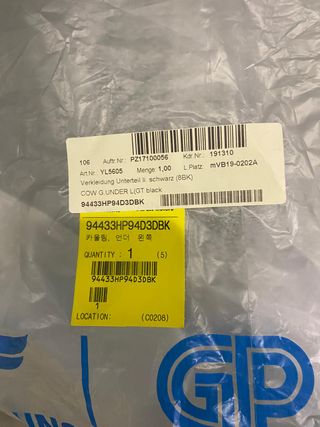 106 Auftr.Nr.: PZ17100056 Kdr.Nr.: 191310
Art.Nr.: YL5605 Menge: 1,00 L.Platz: mVB19-0202A
Verkleidung Unterteil li. schwarz (8BK)
COW.G.UNDER L(GT black
94433HP94D3DBK
94433HP94D3DBK
카울링, 언더 왼쪽
QUANTITY : 1 (5)
94433HP94D3DBK
1
LOCATION: (C0206)
GP